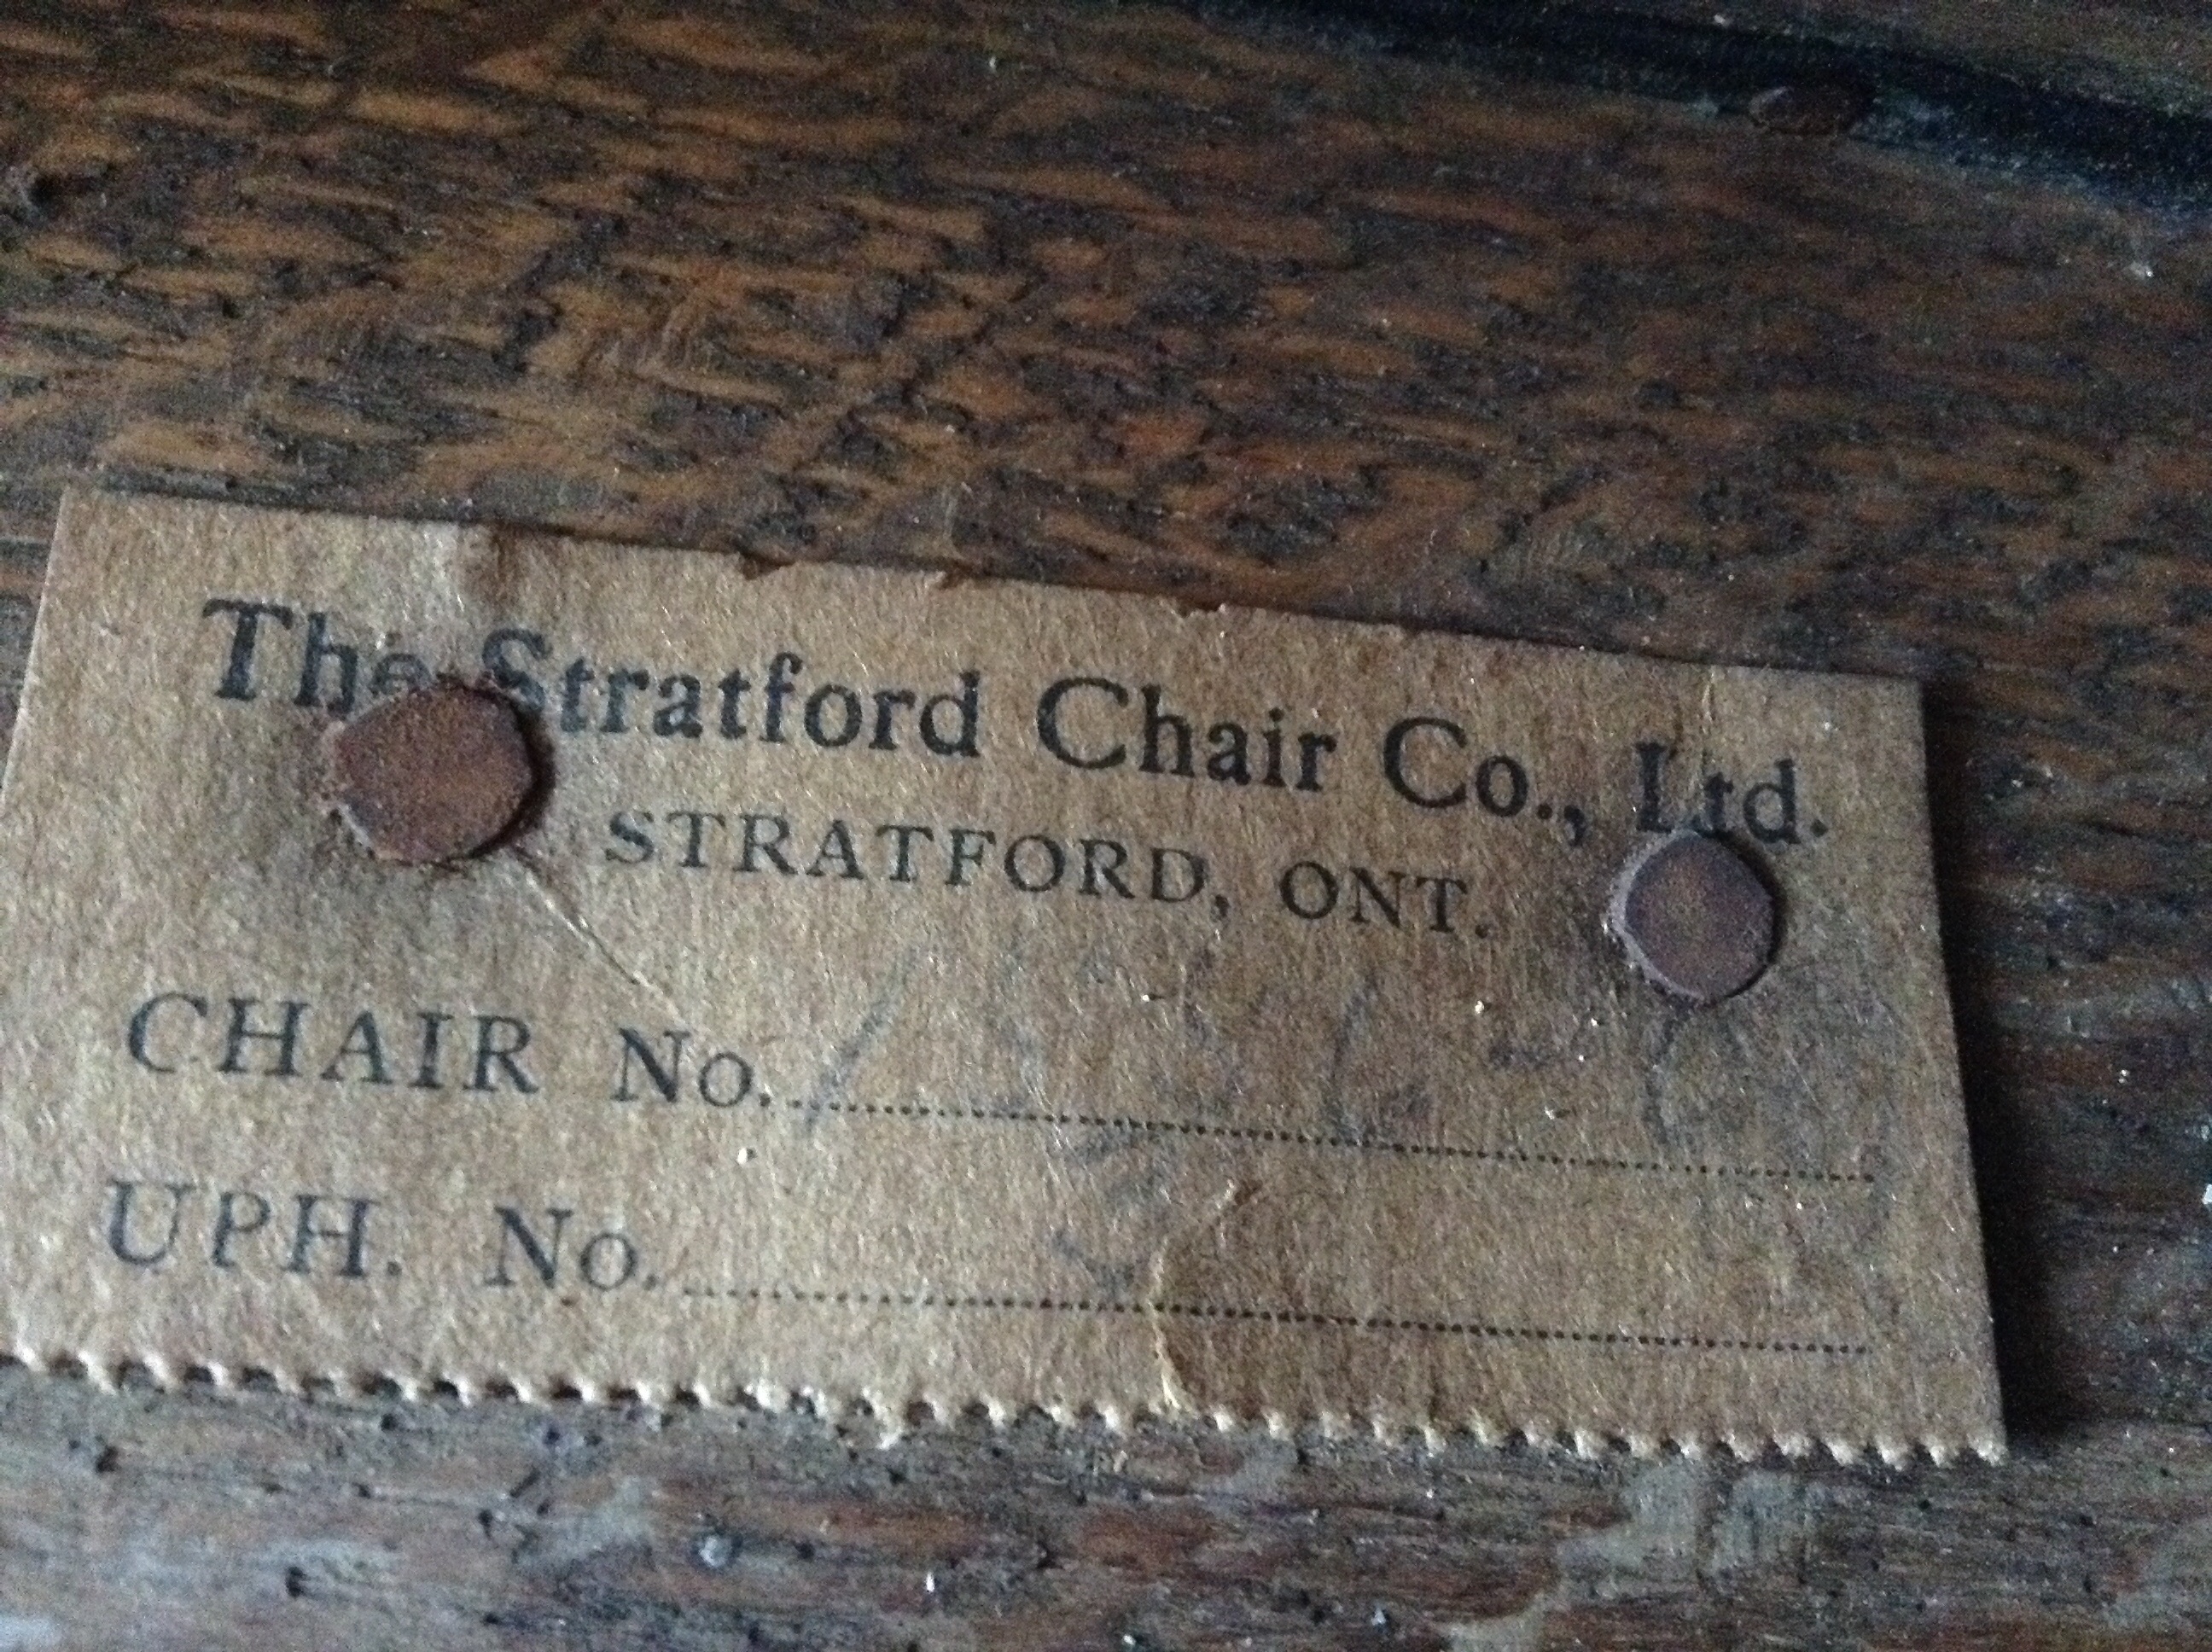 The Stratford Chair Co., Ltd.
STRATFORD, ONT.
CHAIR No.
UPH. No.